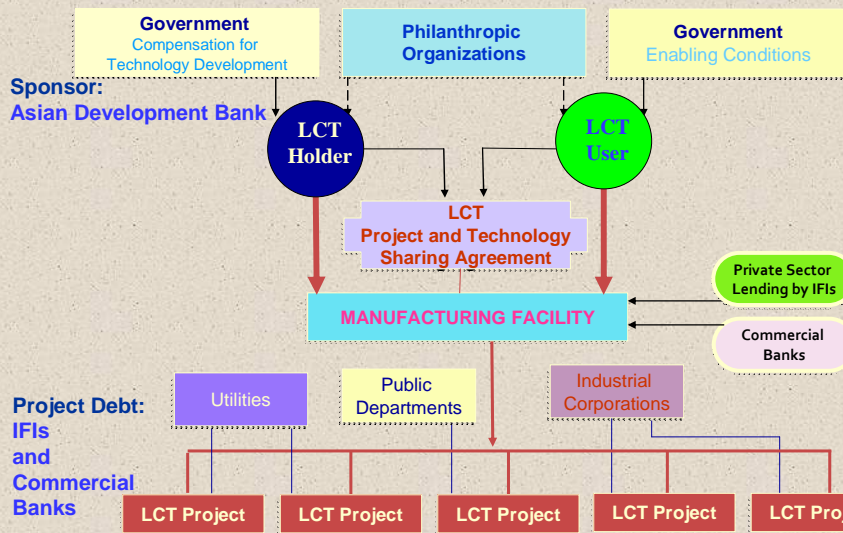 Government
Compensation for
Technology Development
Philanthropic
Organizations
Government
Enabling Conditions
Sponsor:
Asian Development Bank
LCT
Holder
LCT
User
LCT
Project and Technology
Sharing Agreement
Private Sector
Lending by IFIs
MANUFACTURING FACILITY
Commercial
Banks
Project Debt:
IFIs
and
Commercial
Banks
Utilities
Public
Departments
Industrial
Corporations
LCT Project
LCT Project
LCT Project
LCT Project
LCT Proj